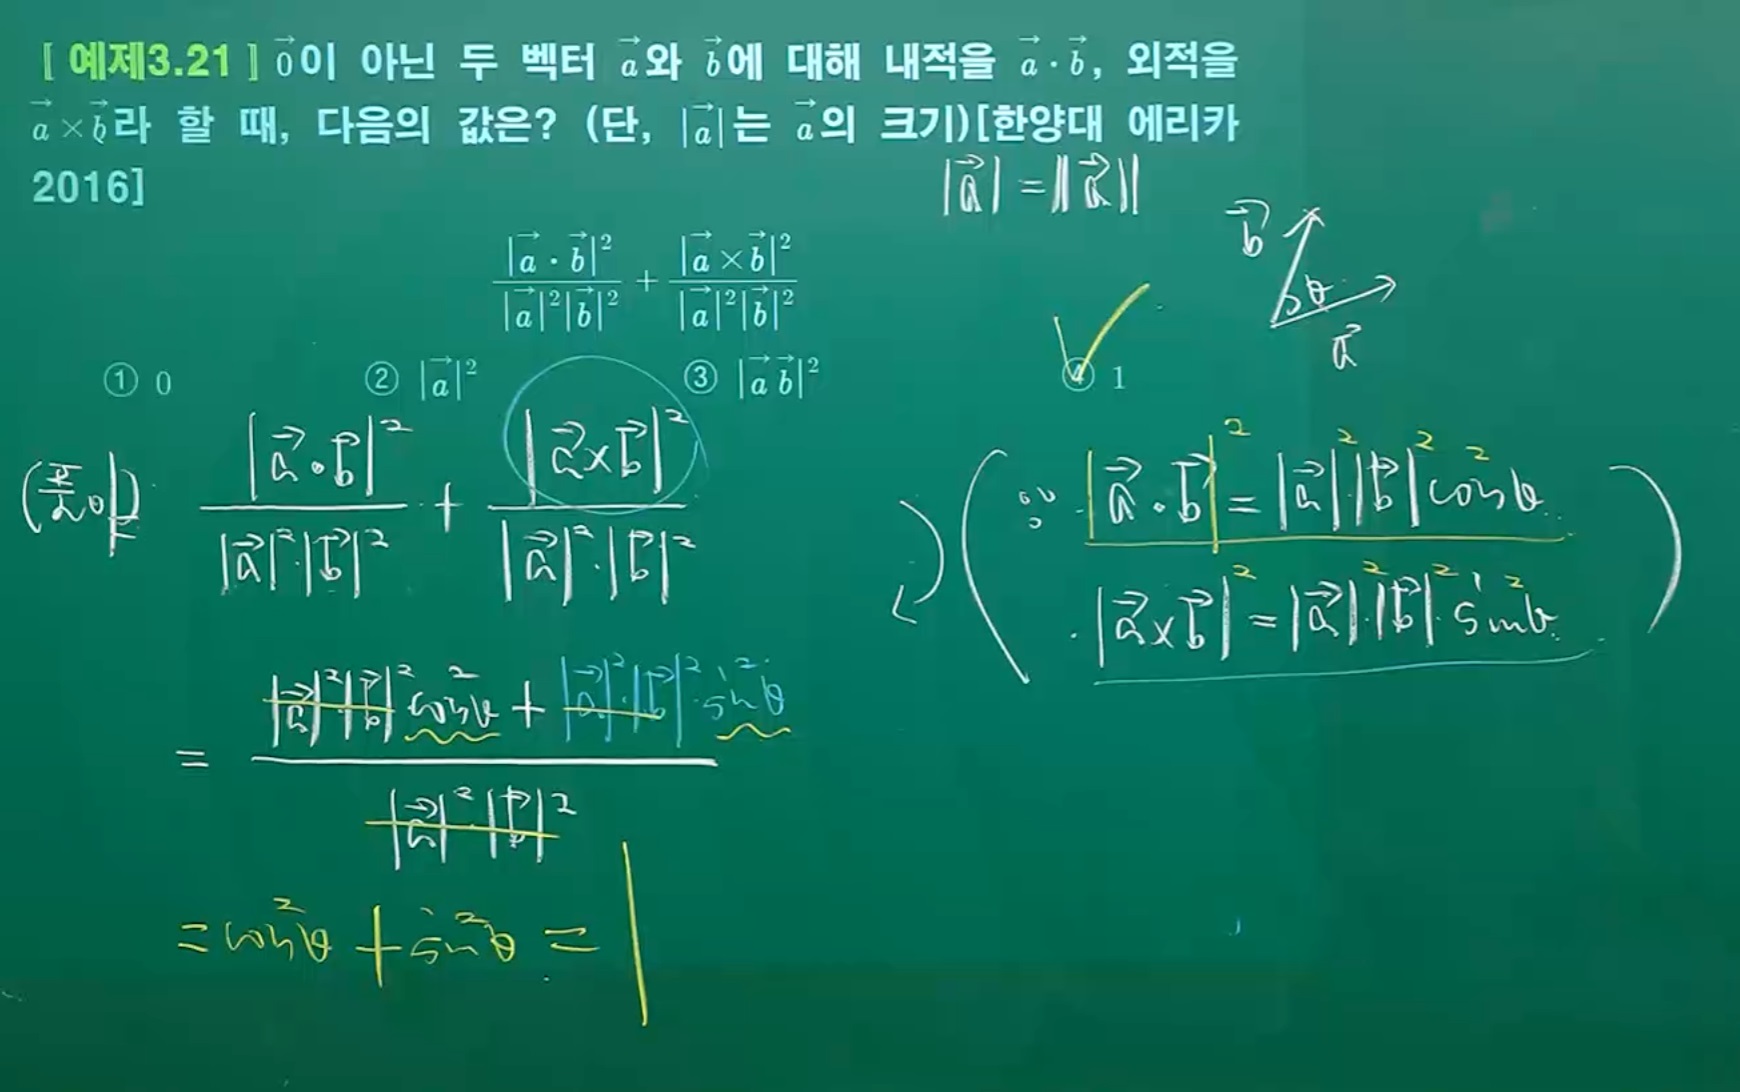 [ 예제3.21 ] $\vec{0}$이 아닌 두 벡터 $\vec{a}$와 $\vec{b}$에 대해 내적을 $\vec{a} \cdot \vec{b}$, 외적을
$\vec{a} \times \vec{b}$라 할 때, 다음의 값은? (단, $|\vec{a}|$는 $\vec{a}$의 크기)[한양대 에리카
2016]
$|\vec{a}| = \|\vec{a}\|$
$\vec{b}$
θ
$\vec{a}$
$\frac{|\vec{a} \cdot \vec{b}|^2}{|\vec{a}|^2|\vec{b}|^2} + \frac{|\vec{a} \times \vec{b}|^2}{|\vec{a}|^2|\vec{b}|^2}$
① 0 ② $|\vec{a}|^2$ ③ $|\vec{a}\,\vec{b}|^2$ ④ 1
$\frac{|\vec{a} \cdot \vec{b}|^2}{|\vec{a}|^2 \cdot |\vec{b}|^2} + \frac{|\vec{a} \times \vec{b}|^2}{|\vec{a}|^2 \cdot |\vec{b}|^2}$
(∵ · $|\vec{a} \cdot \vec{b}|^2 = |\vec{a}|^2 \cdot |\vec{b}|^2 \cos^2\theta$
· $|\vec{a} \times \vec{b}|^2 = |\vec{a}|^2 \cdot |\vec{b}|^2 \cdot \sin^2\theta$ )
$= \frac{|\vec{a}|^2 \cdot |\vec{b}|^2 \cos^2\theta + |\vec{a}|^2 \cdot |\vec{b}|^2 \cdot \sin^2\theta}{|\vec{a}|^2 \cdot |\vec{b}|^2}$
$= \cos^2\theta + \sin^2\theta = 1$